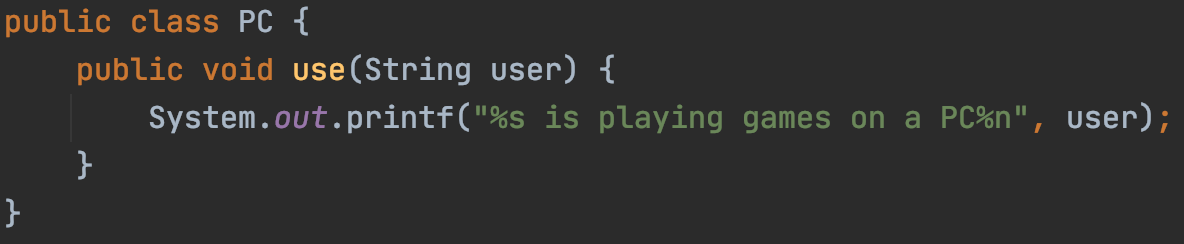 public class PC {
    public void use(String user) {
        System.out.printf("%s is playing games on a PC%n", user);
    }
}